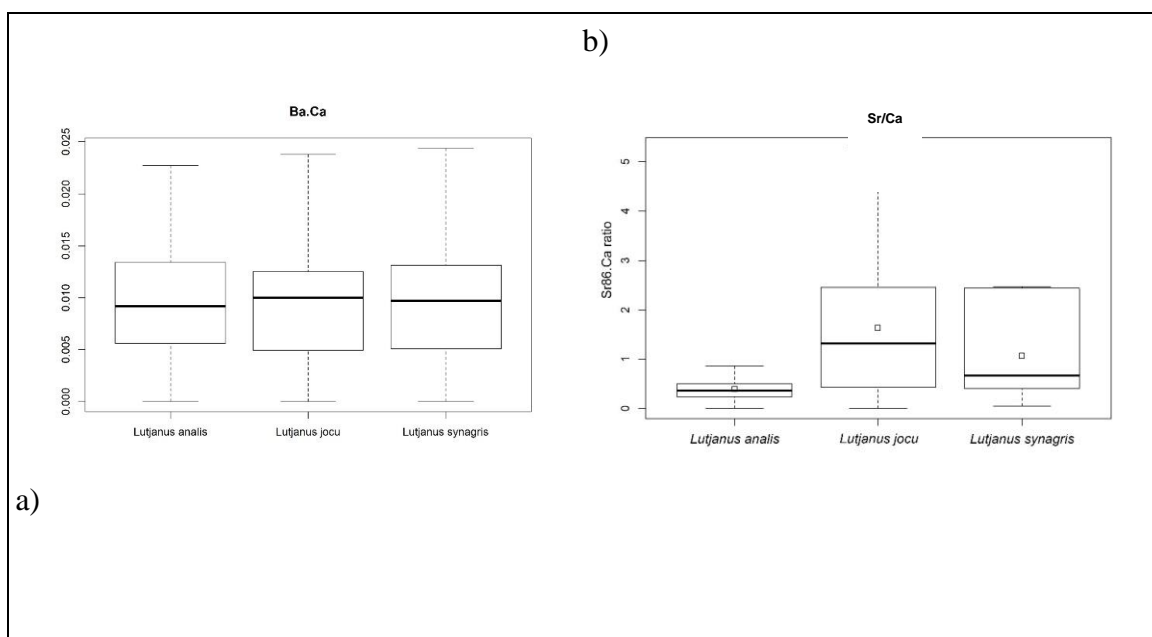 b)
Ba.Ca
0.025
0.020
0.015
0.010
0.005
0.000
Lutjanus analis Lutjanus jocu Lutjanus synagris
Sr/Ca
Sr86.Ca ratio
5
4
3
2
1
0
Lutjanus analis Lutjanus jocu Lutjanus synagris
a)